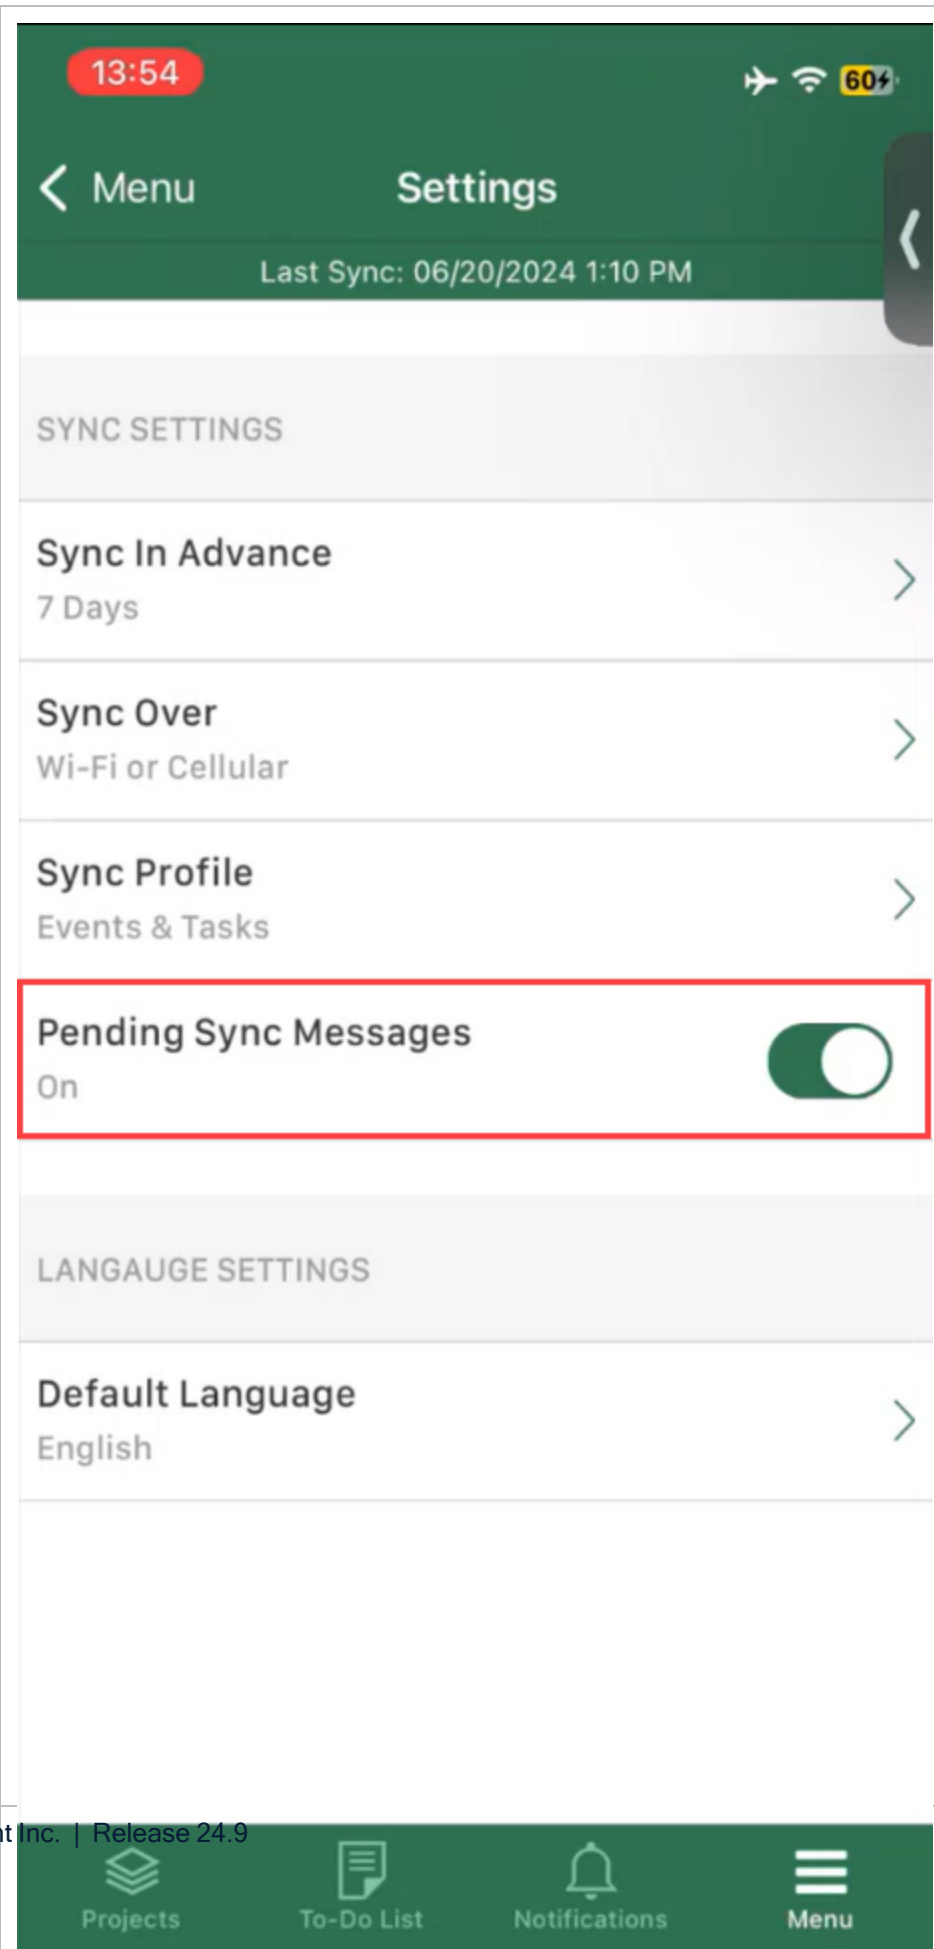 13:54
60
Menu
Settings
Last Sync: 06/20/2024 1:10 PM
SYNC SETTINGS
Sync In Advance
7 Days
Sync Over
Wi-Fi or Cellular
Sync Profile
Events & Tasks
Pending Sync Messages
On
LANGAUGE SETTINGS
Default Language
English
Inc. | Release 24.9
Projects
To-Do List
Notifications
Menu